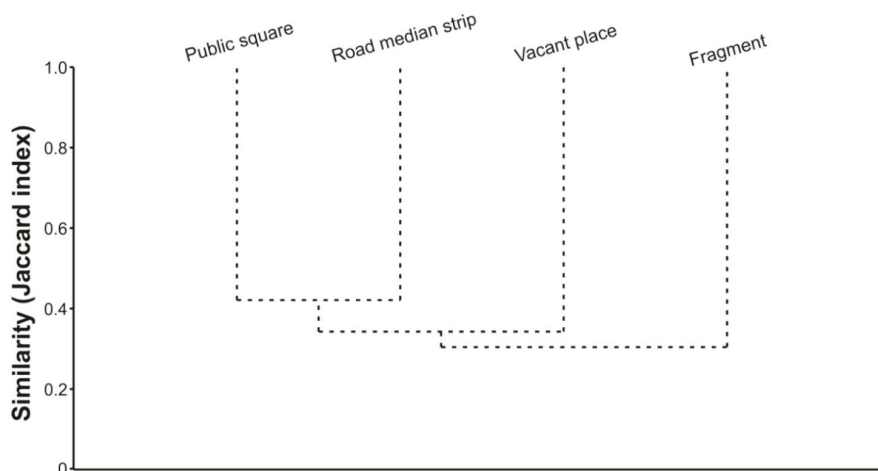 Public square
Road median strip
Vacant place
Fragment
Similarity (Jaccard index)
1.0
0.8
0.6
0.4
0.2
0